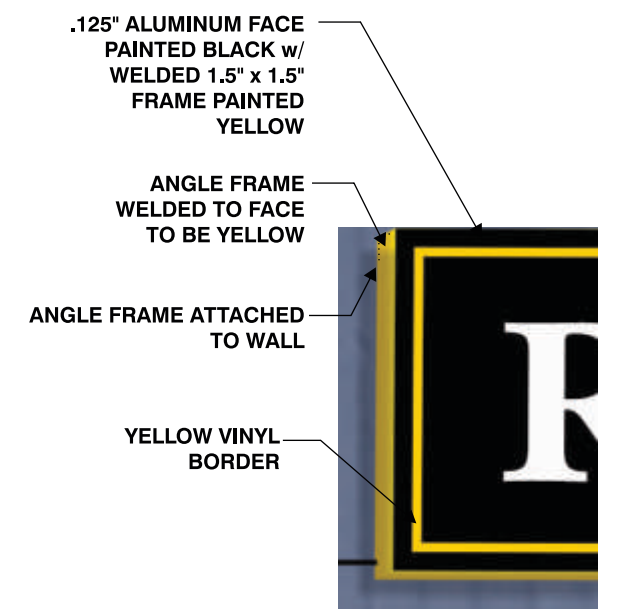 .125" ALUMINUM FACE
PAINTED BLACK w/
WELDED 1.5" x 1.5"
FRAME PAINTED
YELLOW
ANGLE FRAME
WELDED TO FACE
TO BE YELLOW
ANGLE FRAME ATTACHED
TO WALL
YELLOW VINYL
BORDER
R